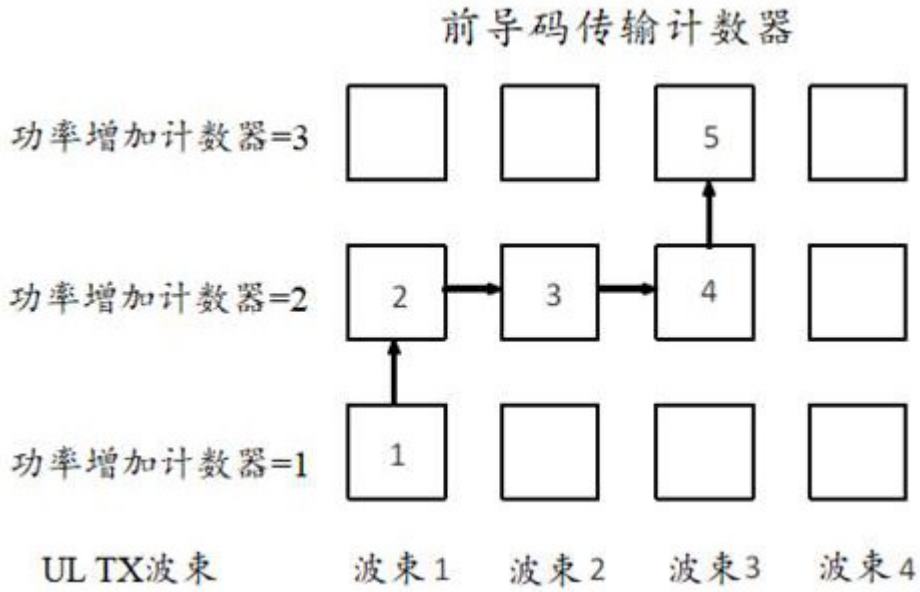 前导码传输计数器
功率增加计数器=3
5
功率增加计数器=2
2
3
4
功率增加计数器=1
1
UL TX波束
波束1
波束2
波束3
波束4